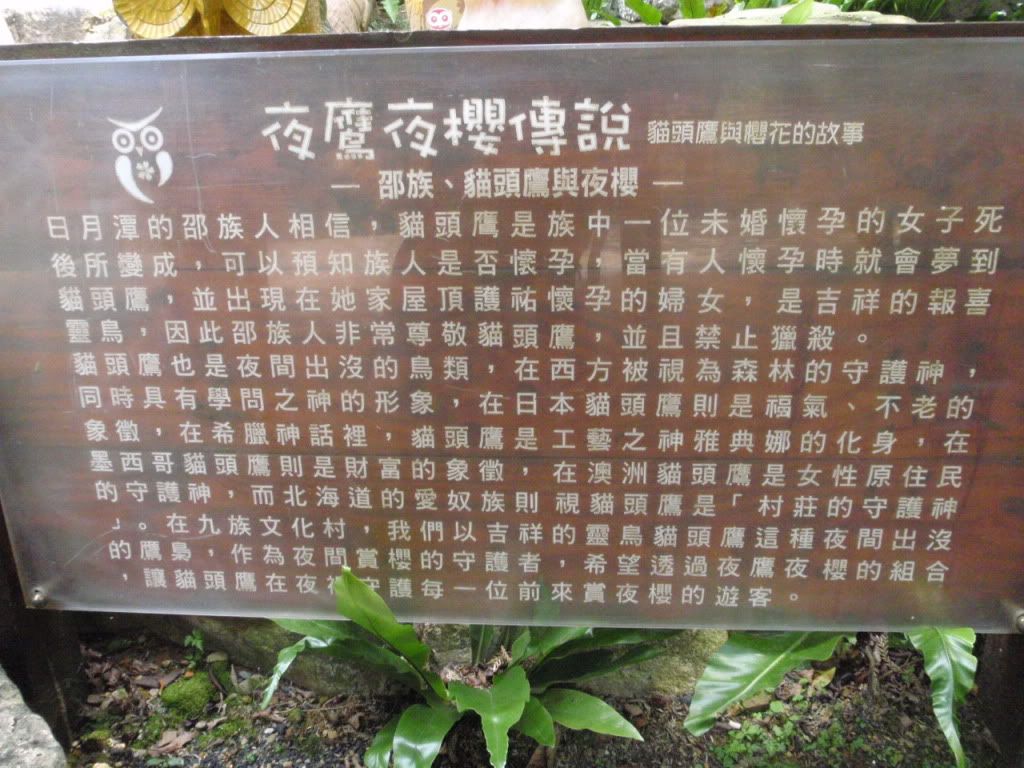 夜鷹夜櫻傳說 貓頭鷹與櫻花的故事
— 邵族、貓頭鷹與夜櫻 —
日月潭的邵族人相信，貓頭鷹是族中一位未婚懷孕的女子死
後所變成，可以預知族人是否懷孕，當有人懷孕時就會夢到
貓頭鷹，並出現在她家屋頂護祐懷孕的婦女，是吉祥的報喜
靈鳥，因此邵族人非常尊敬貓頭鷹，並且禁止獵殺。
貓頭鷹也是夜間出沒的鳥類，在西方被視為森林的守護神，
同時具有學問之神的形象，在日本貓頭鷹則是福氣、不老的
象徵，在希臘神話裡，貓頭鷹是工藝之神雅典娜的化身，在
墨西哥貓頭鷹則是財富的象徵，在澳洲貓頭鷹是女性原住民
的守護神，而北海道的愛奴族則視貓頭鷹是「村莊的守護神
」。在九族文化村，我們以吉祥的靈鳥貓頭鷹這種夜間出沒
的鷹梟，作為夜間賞櫻的守護者，希望透過夜鷹夜櫻的組合
，讓貓頭鷹在夜裡守護每一位前來賞夜櫻的遊客。